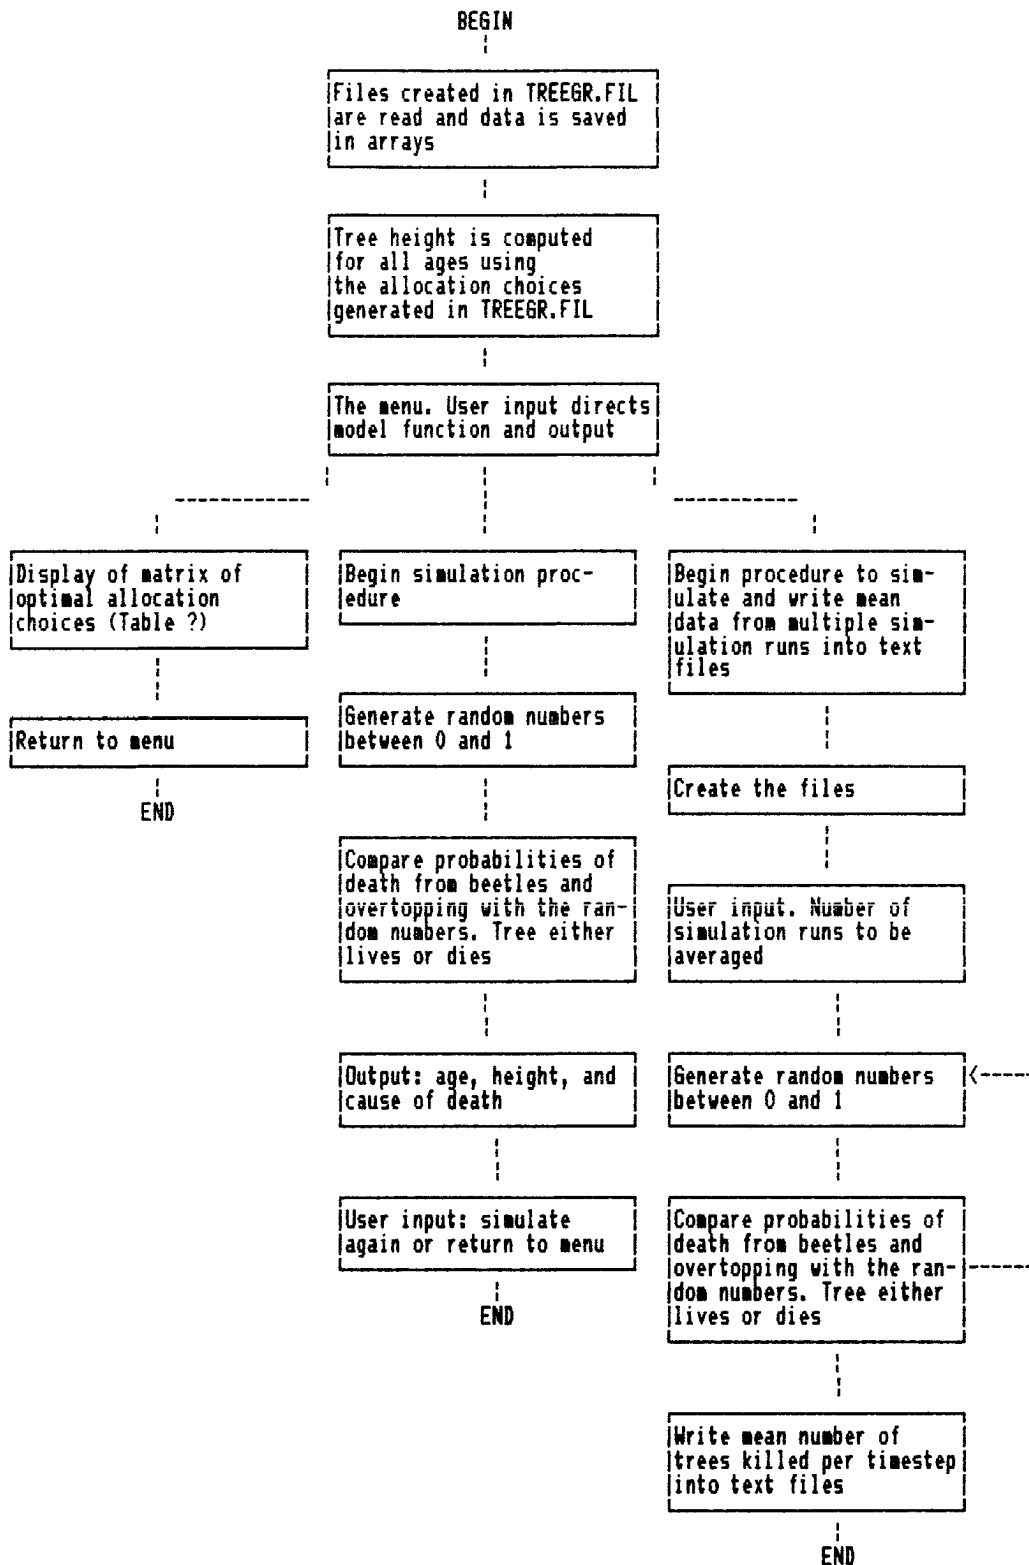 BEGIN
Files created in TREEGR.FIL
are read and data is saved
in arrays
Tree height is computed
for all ages using
the allocation choices
generated in TREEGR.FIL
The menu. User input directs
model function and output
Display of matrix of
optimal allocation
choices (Table ?)
Return to menu
END
Begin simulation proc-
edure
Generate random numbers
between 0 and 1
Compare probabilities of
death from beetles and
overtopping with the ran-
dom numbers. Tree either
lives or dies
Output: age, height, and
cause of death
User input: simulate
again or return to menu
END
Begin procedure to sim-
ulate and write mean
data from multiple sim-
ulation runs into text
files
Create the files
User input. Number of
simulation runs to be
averaged
Generate random numbers
between 0 and 1
Compare probabilities of
death from beetles and
overtopping with the ran-
dom numbers. Tree either
lives or dies
Write mean number of
trees killed per timestep
into text files
END